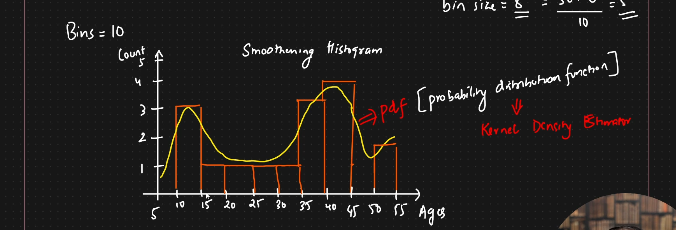 bin size = 8 =
10
Bins = 10
Smoothening Histogram
Count
5
4
3
2
1
pdf [probability distribution function]
Kernel Density Estimator
5 10 15 20 25 30 35 40 45 50 55 Ages